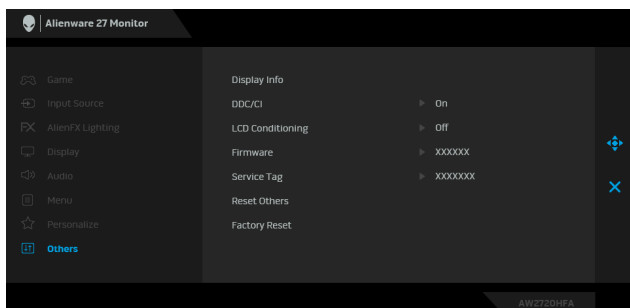 Alienware 27 Monitor
Game
Input Source
AlienFX Lighting
Display
Audio
Menu
Personalize
Others
Display Info
DDC/CI On
LCD Conditioning Off
Firmware XXXXXX
Service Tag XXXXXXX
Reset Others
Factory Reset
AW2720HFA